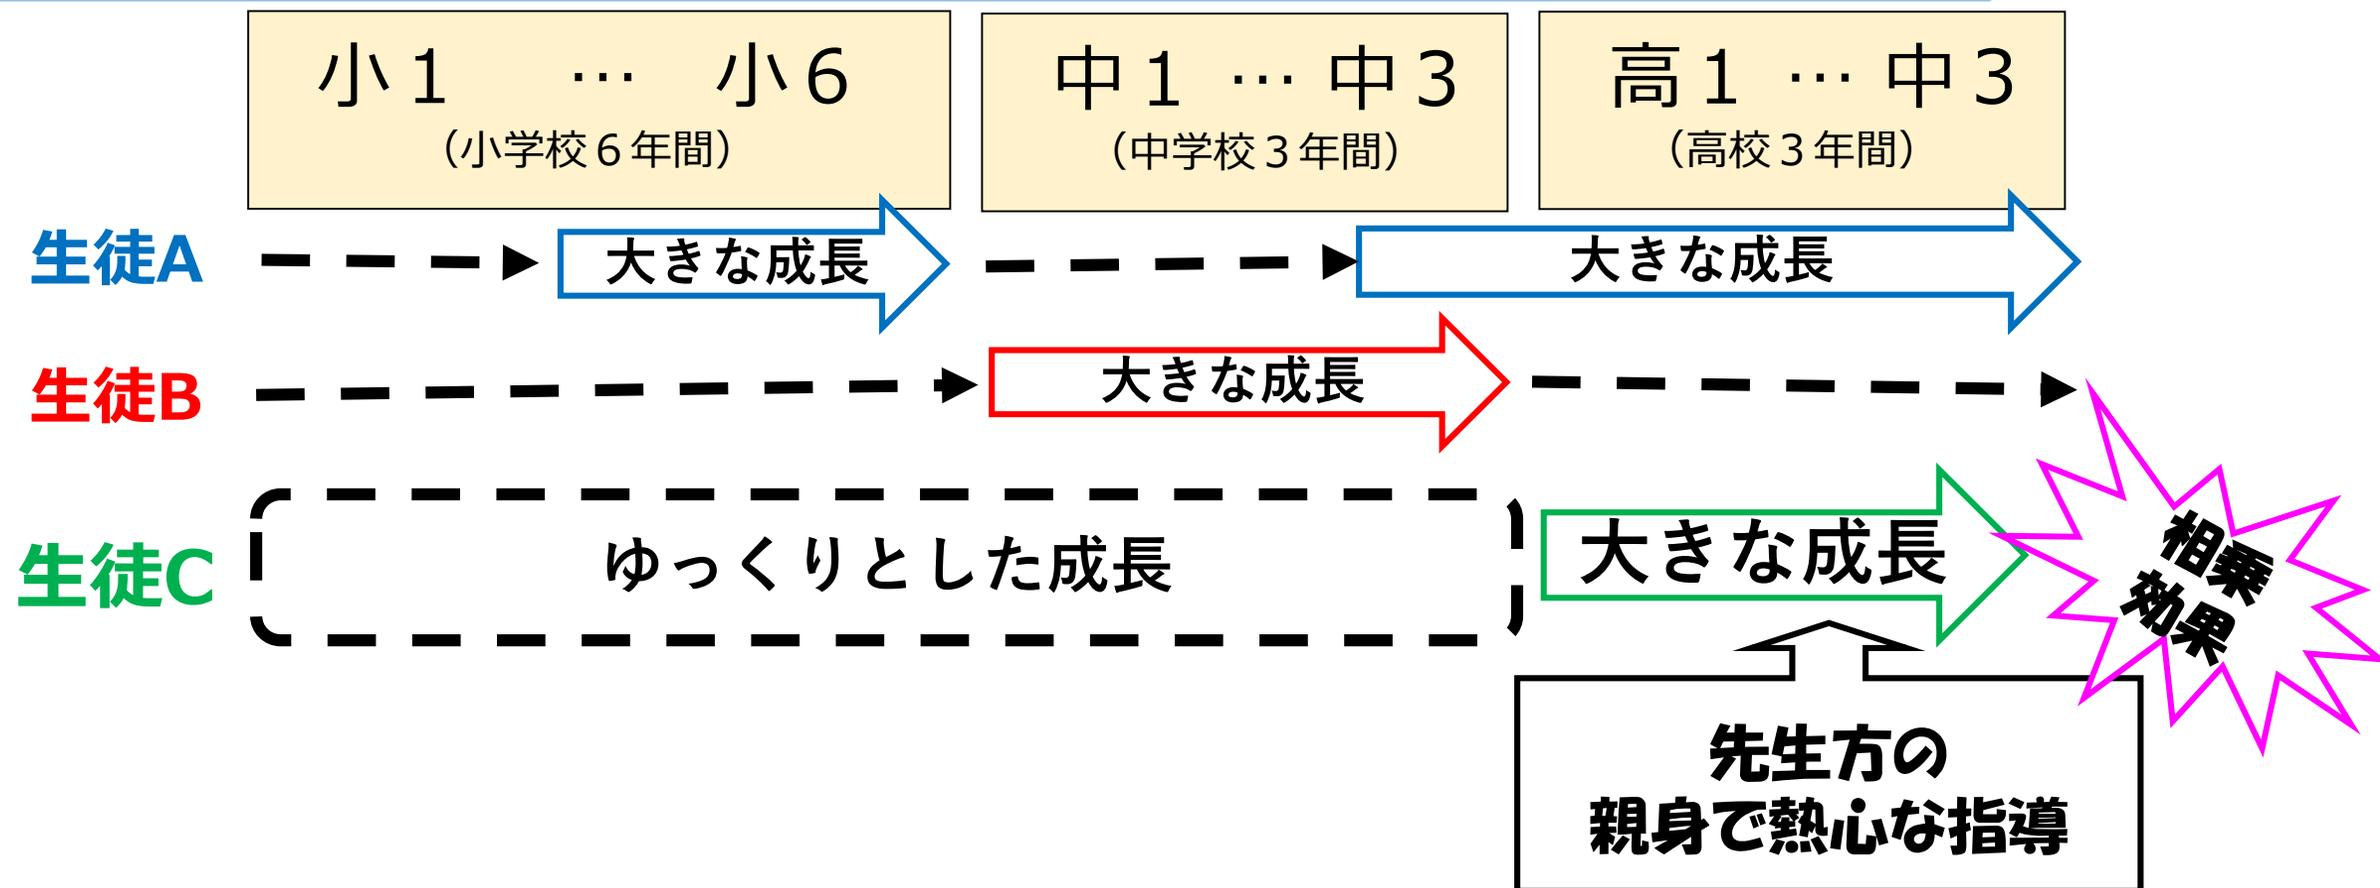 小１　…　小６
（小学校６年間）
中１ … 中３
（中学校３年間）
高１ … 中３
（高校３年間）
生徒A
大きな成長
大きな成長
生徒B
大きな成長
生徒C
ゆっくりとした成長
大きな成長
相乗
効果
先生方の
親身で熱心な指導